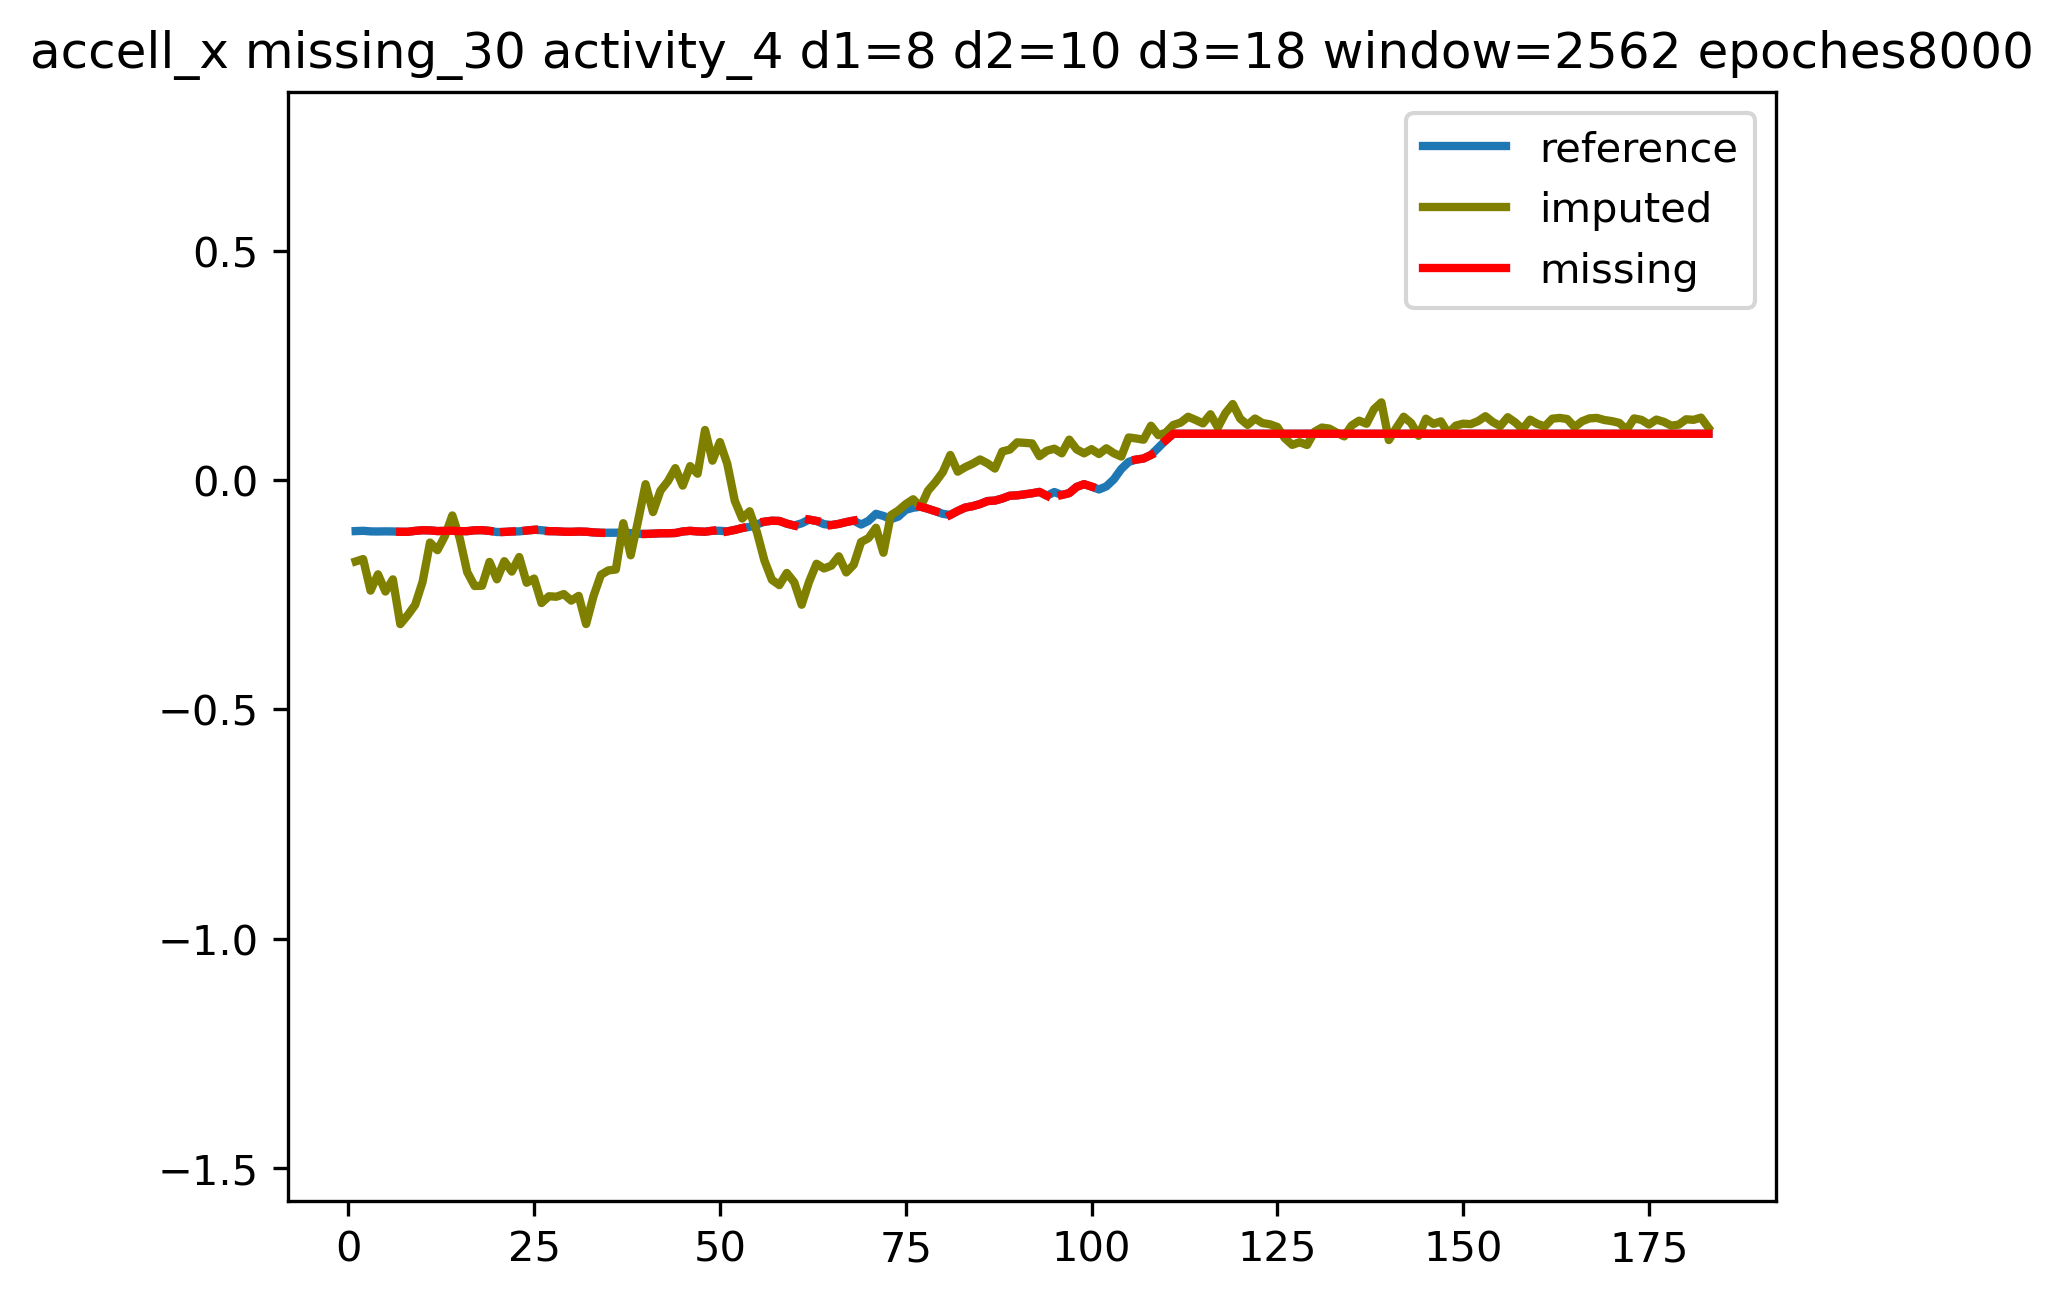 accell_x missing_30 activity_4 d1=8 d2=10 d3=18 window=2562 epoches8000
reference
imputed
missing
0.5
0.0
−0.5
−1.0
−1.5
0 25 50 75 100 125 150 175